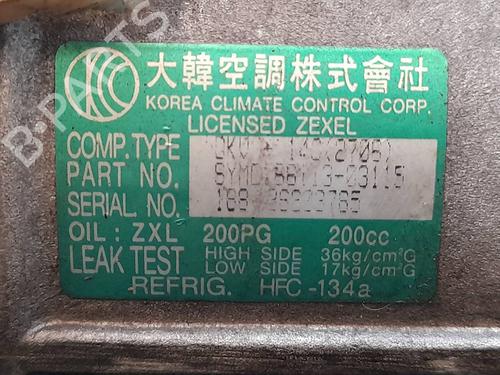 大韓空調株式會社
KOREA CLIMATE CONTROL CORP.
LICENSED ZEXEL
COMP.TYPE
PART NO.
SERIAL NO.
OIL : ZXL 200PG 200cc
LEAK TEST HIGH SIDE 36kg/cm²G
LOW SIDE 17kg/cm²G
REFRIG. HFC -134a
B-PARTS